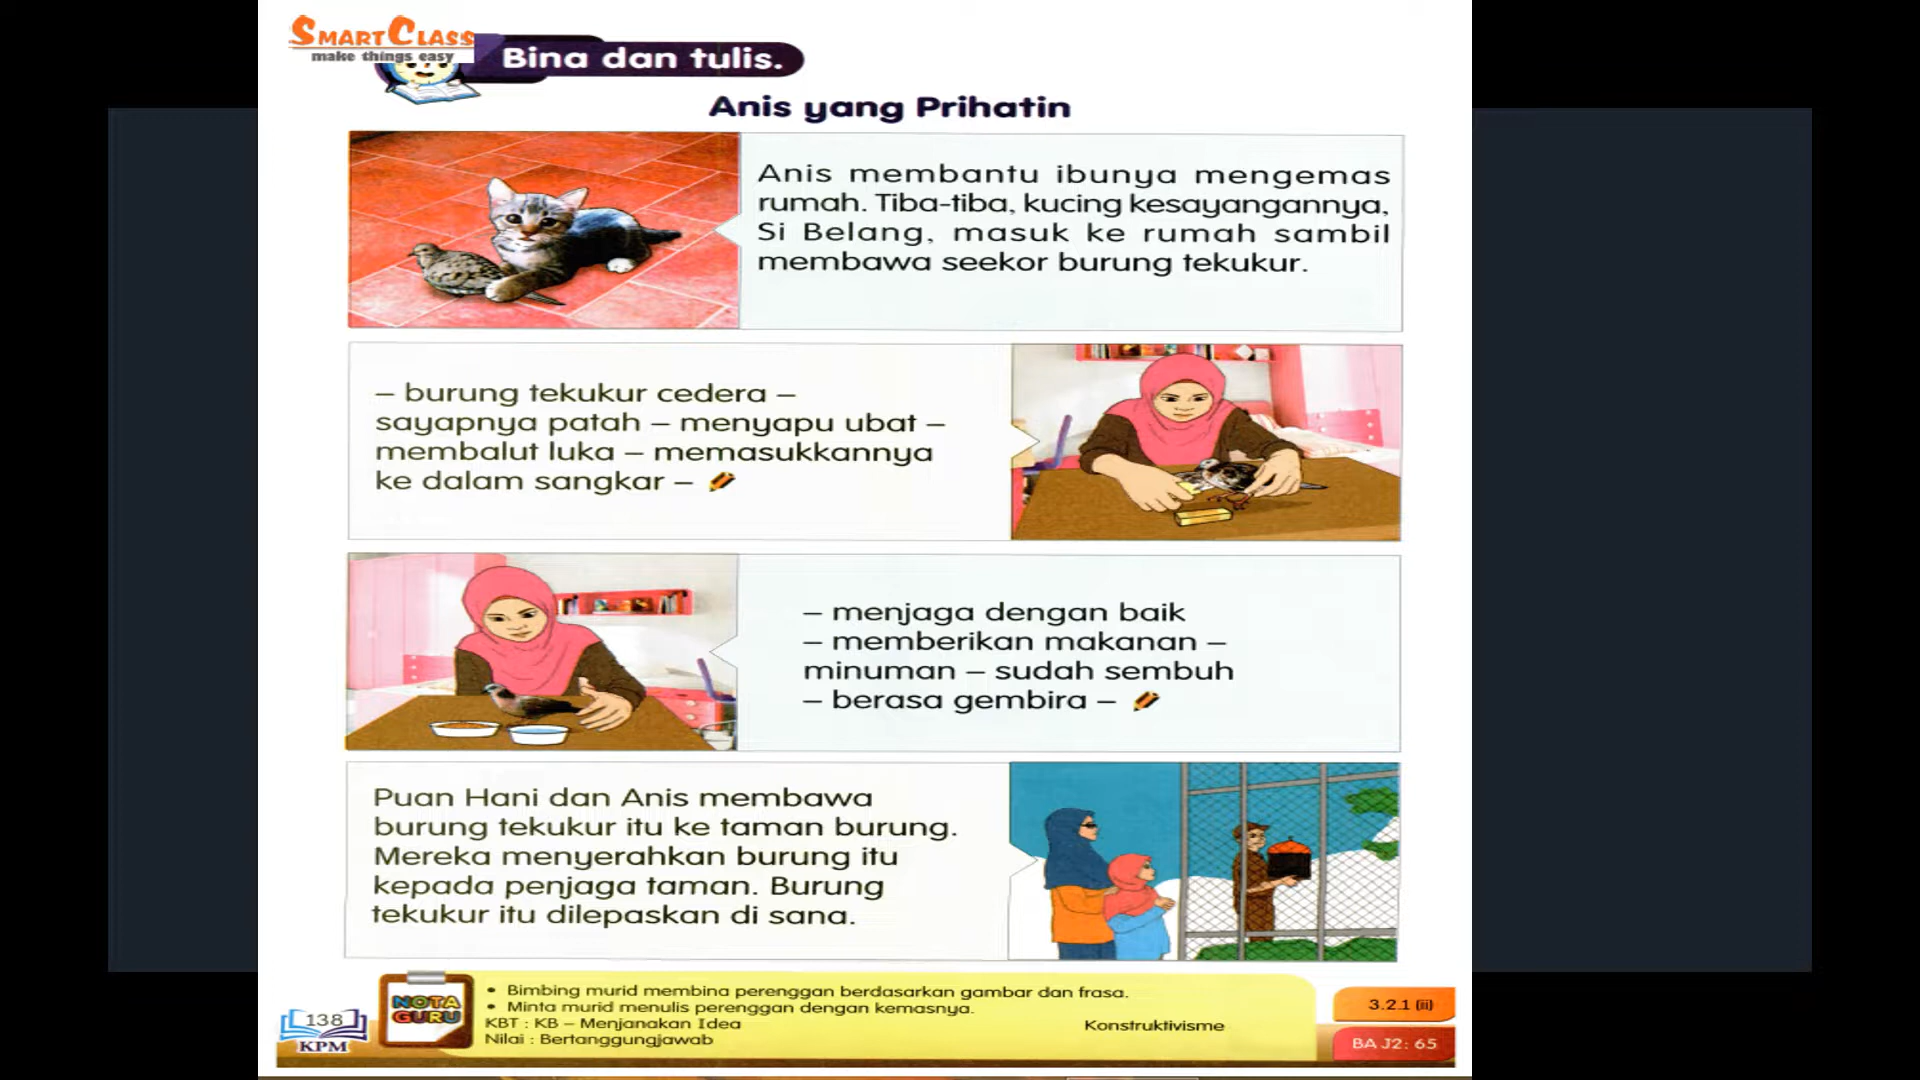 SMARTCLASS
make things easy
Bina dan tulis.
Anis yang Prihatin
Anis membantu ibunya mengemas
rumah. Tiba-tiba, kucing kesayangannya,
Si Belang, masuk ke rumah sambil
membawa seekor burung tekukur.
– burung tekukur cedera –
sayapnya patah – menyapu ubat –
membalut luka – memasukkannya
ke dalam sangkar –
– menjaga dengan baik
– memberikan makanan –
minuman – sudah sembuh
– berasa gembira –
Puan Hani dan Anis membawa
burung tekukur itu ke taman burung.
Mereka menyerahkan burung itu
kepada penjaga taman. Burung
tekukur itu dilepaskan di sana.
NOTA
GURU
• Bimbing murid membina perenggan berdasarkan gambar dan frasa.
• Minta murid menulis perenggan dengan kemasnya.
KBT : KB – Menjanakan Idea
Konstruktivisme
Nilai : Bertanggungjawab
3.2.1 (ii)
BA J2: 65
138
KPM